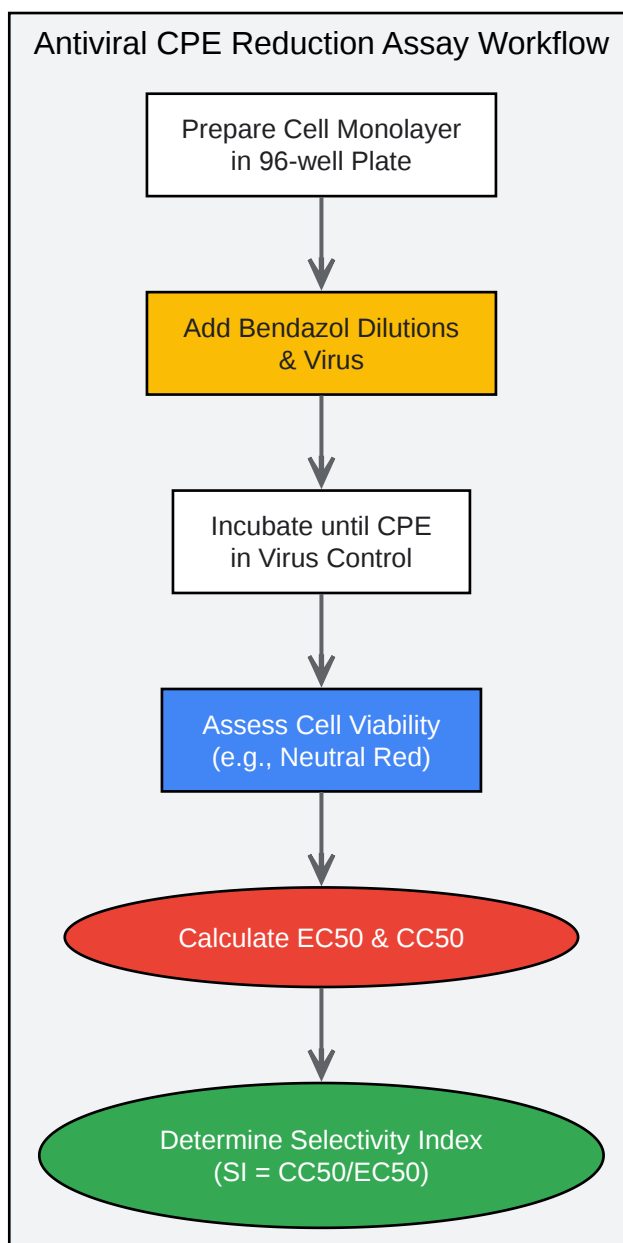 Antiviral CPE Reduction Assay Workflow
Prepare Cell Monolayer
in 96-well Plate
Add Bendazol Dilutions
& Virus
Incubate until CPE
in Virus Control
Assess Cell Viability
(e.g., Neutral Red)
Calculate EC50 & CC50
Determine Selectivity Index
(SI = CC50/EC50)